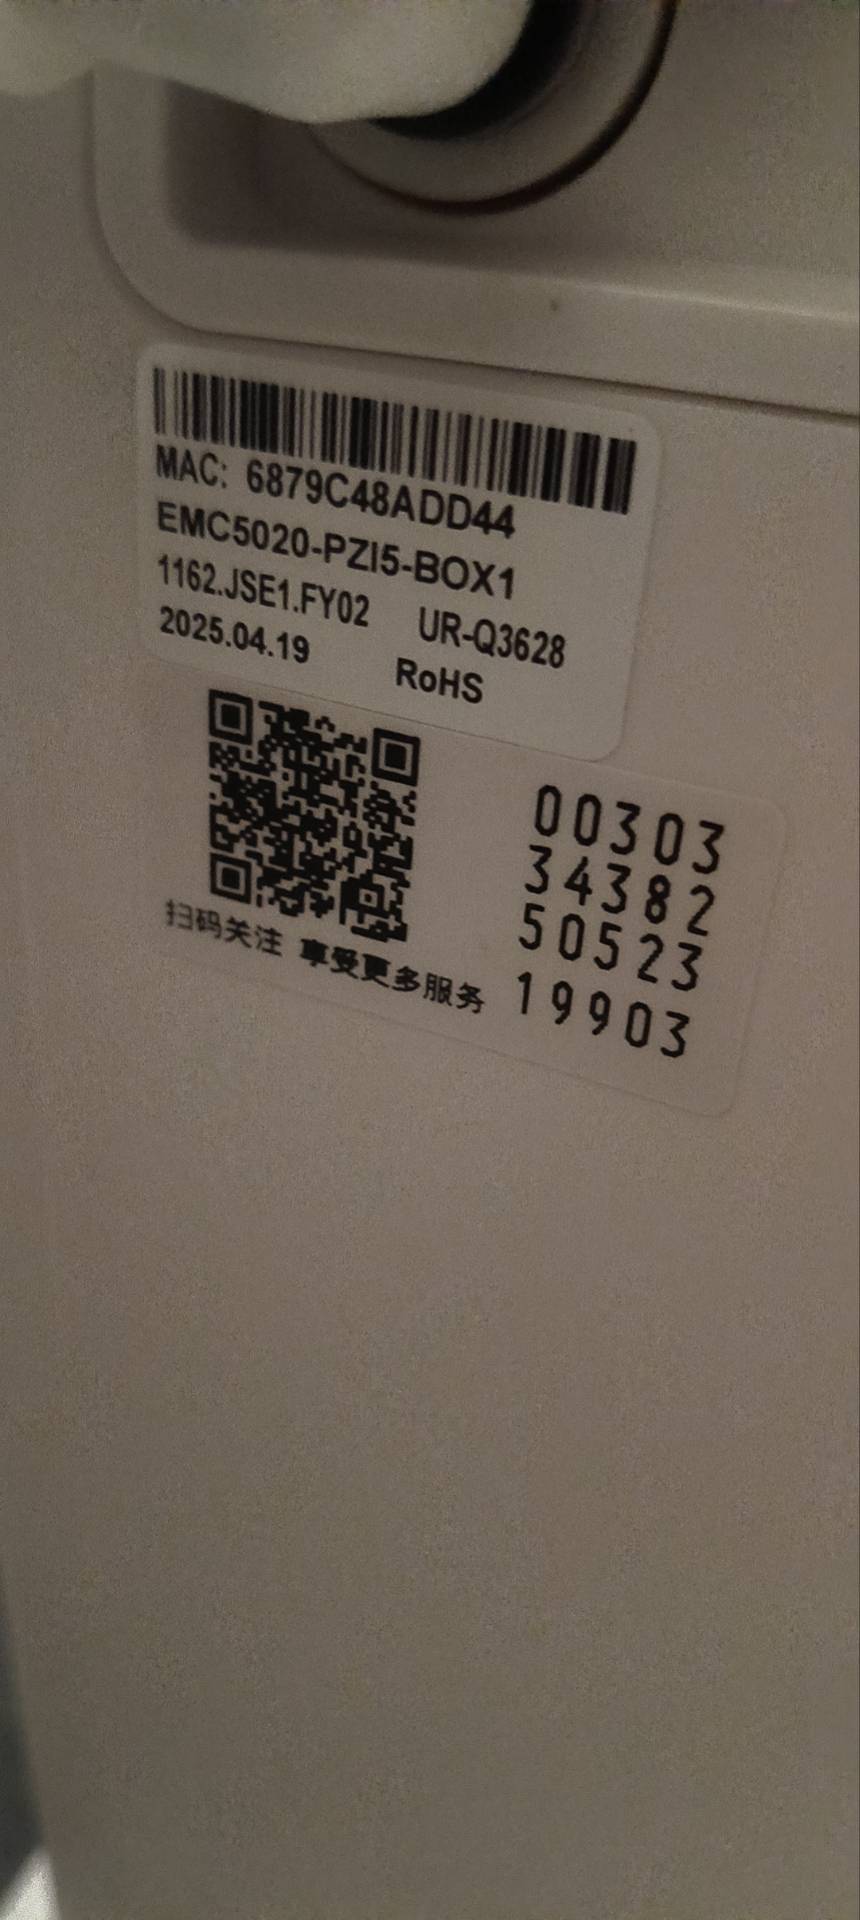 MAC: 6879C48ADD44
EMC5020-PZI5-BOX1
1162.JSE1.FY02 UR-Q3628
2025.04.19 RoHS
00303
34382
50523
19903
扫码关注 享受更多服务